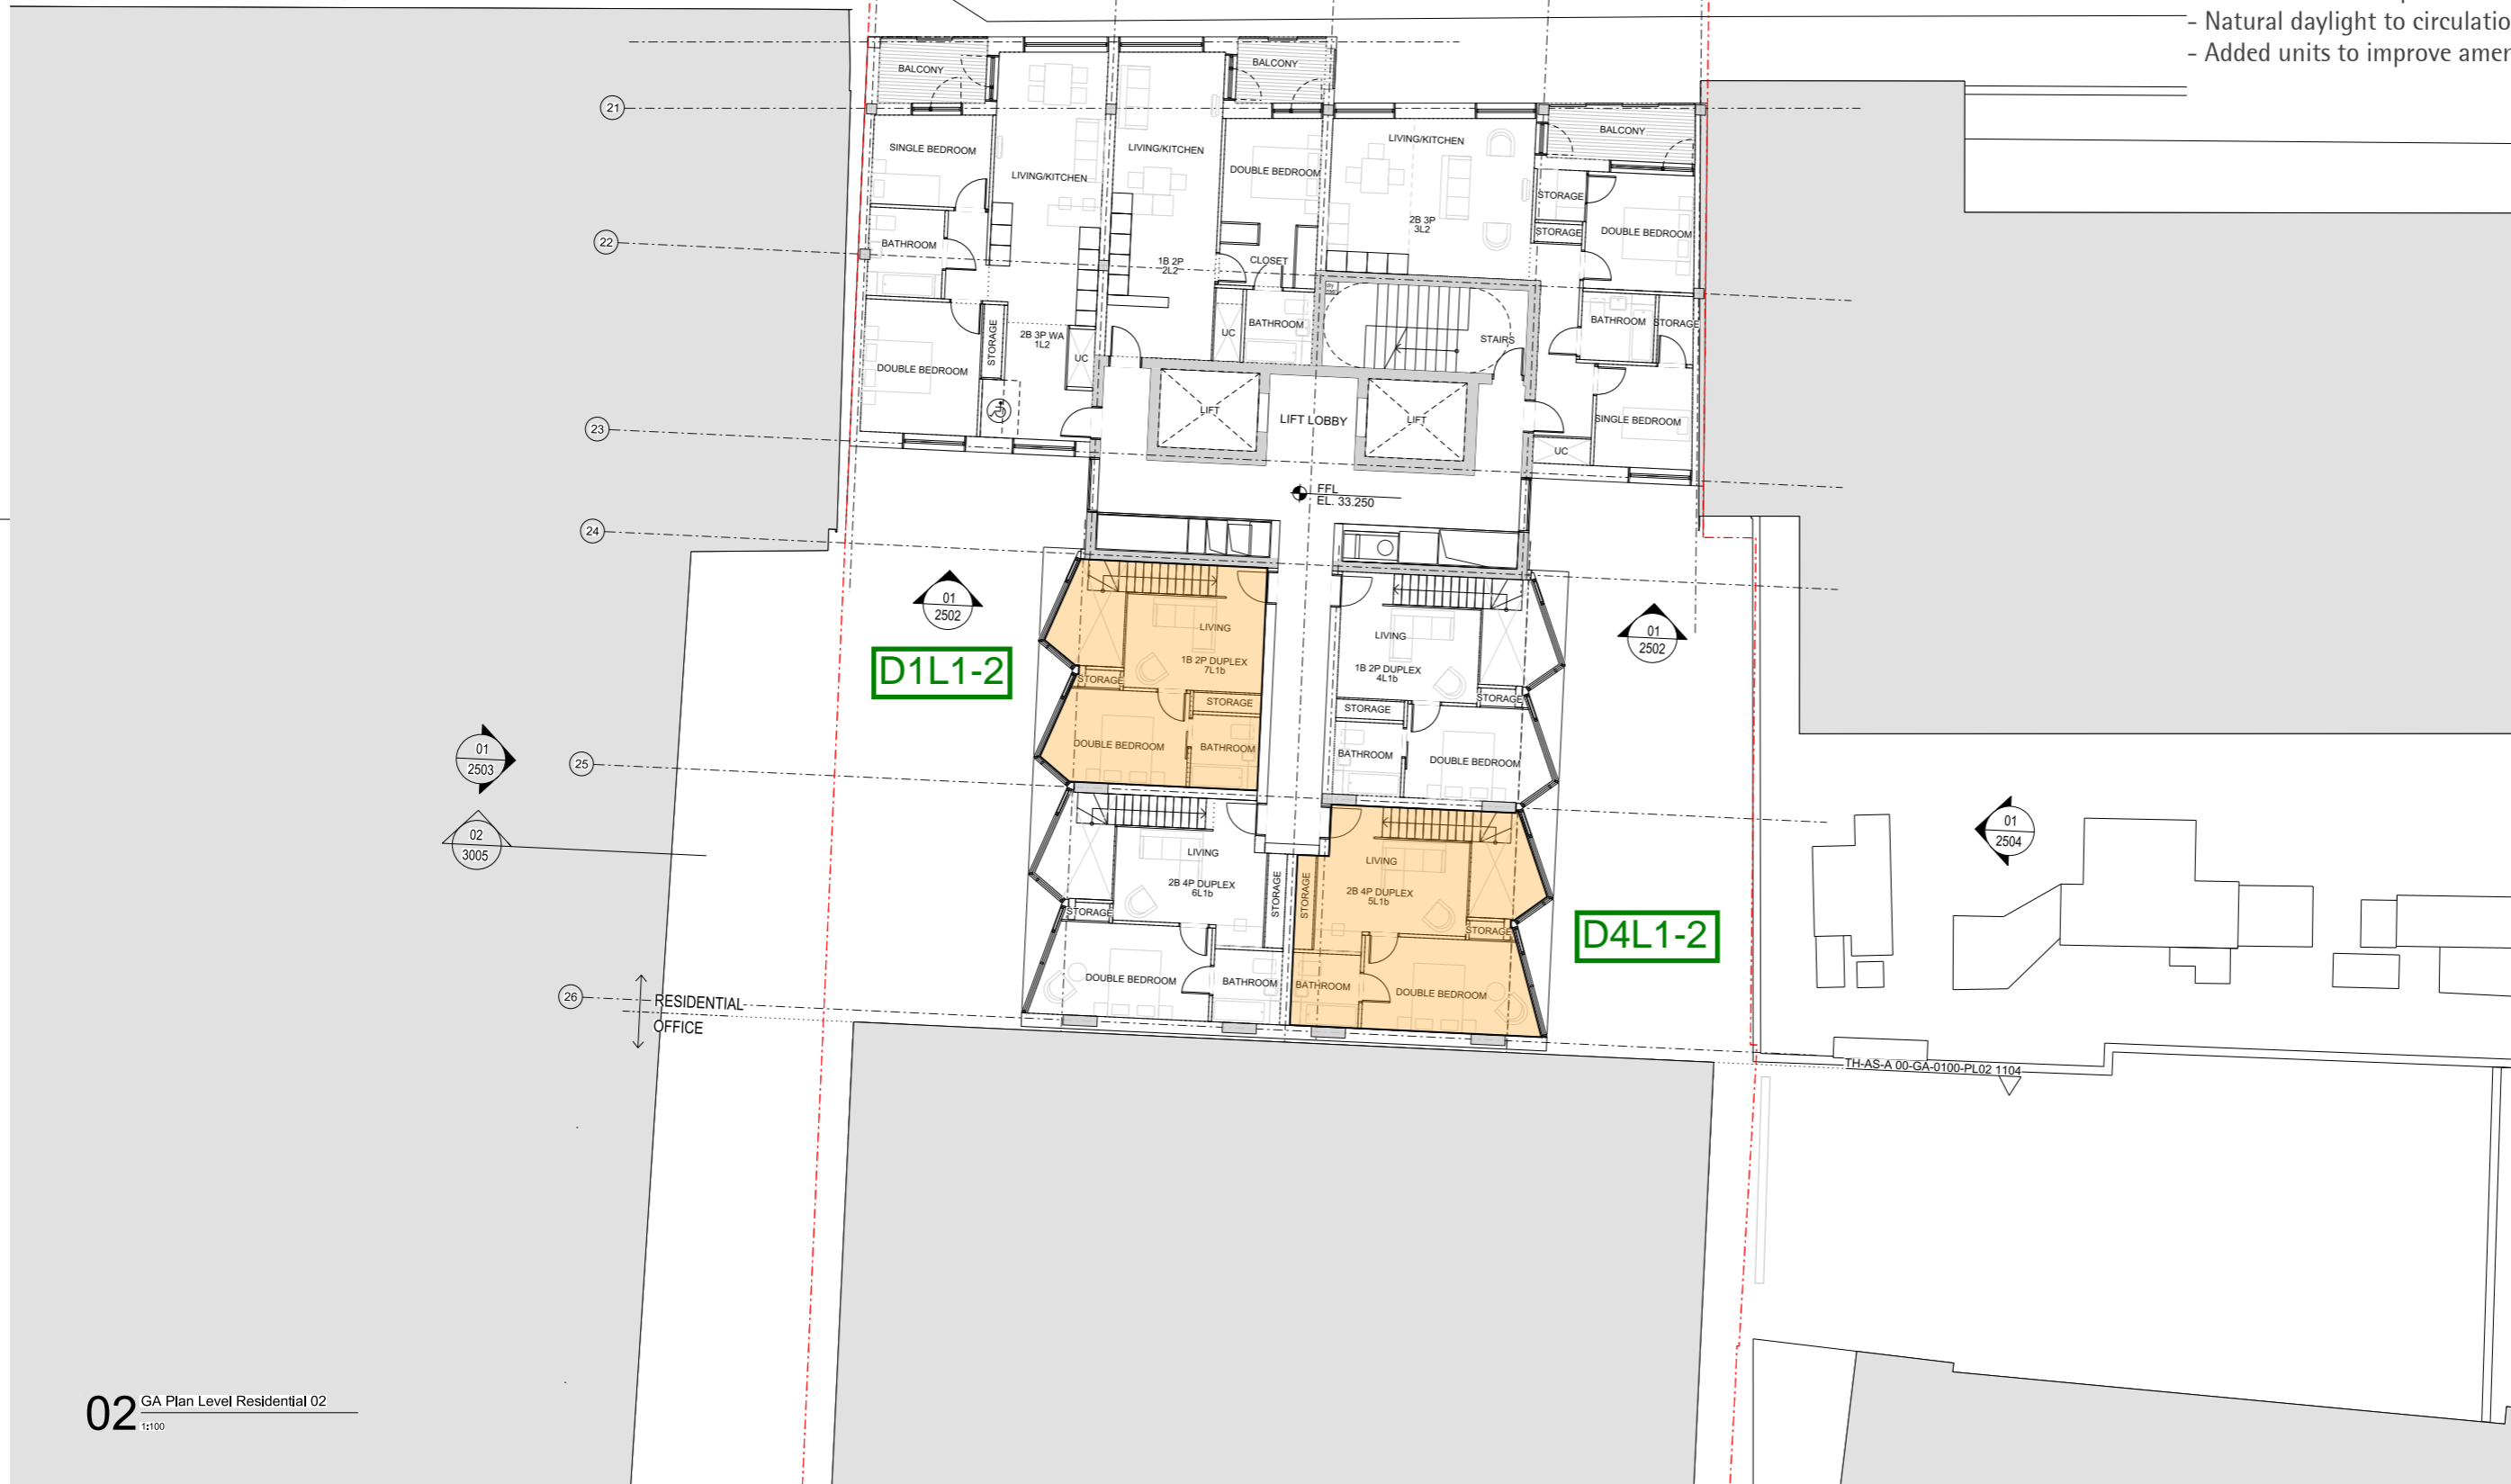 - Natural daylight to circulatio
- Added units to improve amen
BALCONY
BALCONY
BALCONY
21
SINGLE BEDROOM
LIVING/KITCHEN
LIVING/KITCHEN
DOUBLE BEDROOM
LIVING/KITCHEN
STORAGE
2B 3P
3L2
STORAGE
DOUBLE BEDROOM
22
BATHROOM
1B 2P
2L2
CLOSET
UC
BATHROOM
STAIRS
BATHROOM
STORAGE
STORAGE
2B 3P WA
1L2
UC
DOUBLE BEDROOM
LIFT
LIFT LOBBY
LIFT
SINGLE BEDROOM
UC
23
FFL
EL. 33.250
24
01
2502
D1L1-2
LIVING
1B 2P DUPLEX
7L1b
STORAGE
STORAGE
DOUBLE BEDROOM
BATHROOM
LIVING
1B 2P DUPLEX
4L1b
STORAGE
STORAGE
BATHROOM
DOUBLE BEDROOM
01
2502
01
2503
25
02
3005
LIVING
2B 4P DUPLEX
6L1b
STORAGE
STORAGE
DOUBLE BEDROOM
BATHROOM
LIVING
2B 4P DUPLEX
5L1b
STORAGE
STORAGE
BATHROOM
DOUBLE BEDROOM
D4L1-2
01
2504
26
RESIDENTIAL
OFFICE
TH-AS-A 00-GA-0100-PL02 1104
02
GA Plan Level Residential 02
1:100